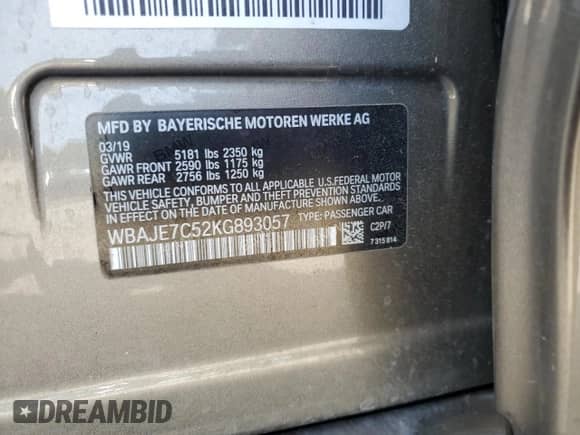 MFD BY BAYERISCHE MOTOREN WERKE AG
03/19
GVWR 5181 lbs 2350 kg
GAWR FRONT 2590 lbs 1175 kg
GAWR REAR 2756 lbs 1250 kg
THIS VEHICLE CONFORMS TO ALL APPLICABLE U.S.FEDERAL MOTOR
VEHICLE SAFETY, BUMPER AND THEFT PREVENTION STANDARDS
IN EFFECT ON THE DATE OF MANUFACTURE SHOWN ABOVE.
WBAJE7C52KG893057 TYPE: PASSENGER CAR
C2P/7
7 315 814
DREAMBID